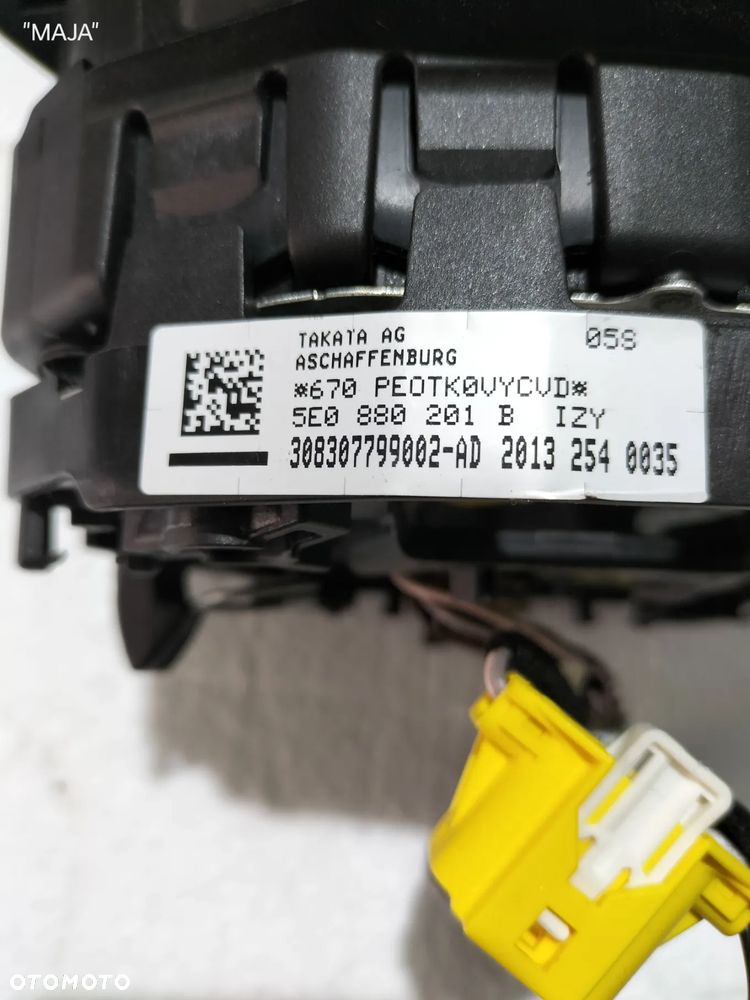 "MAJA"
TAKATA AG 05S
ASCHAFFENBURG
*670 PEOTK0VYCVD*
5E0 880 201 B IZY
308307799002-AD 2013 254 0035
OTOMOTO